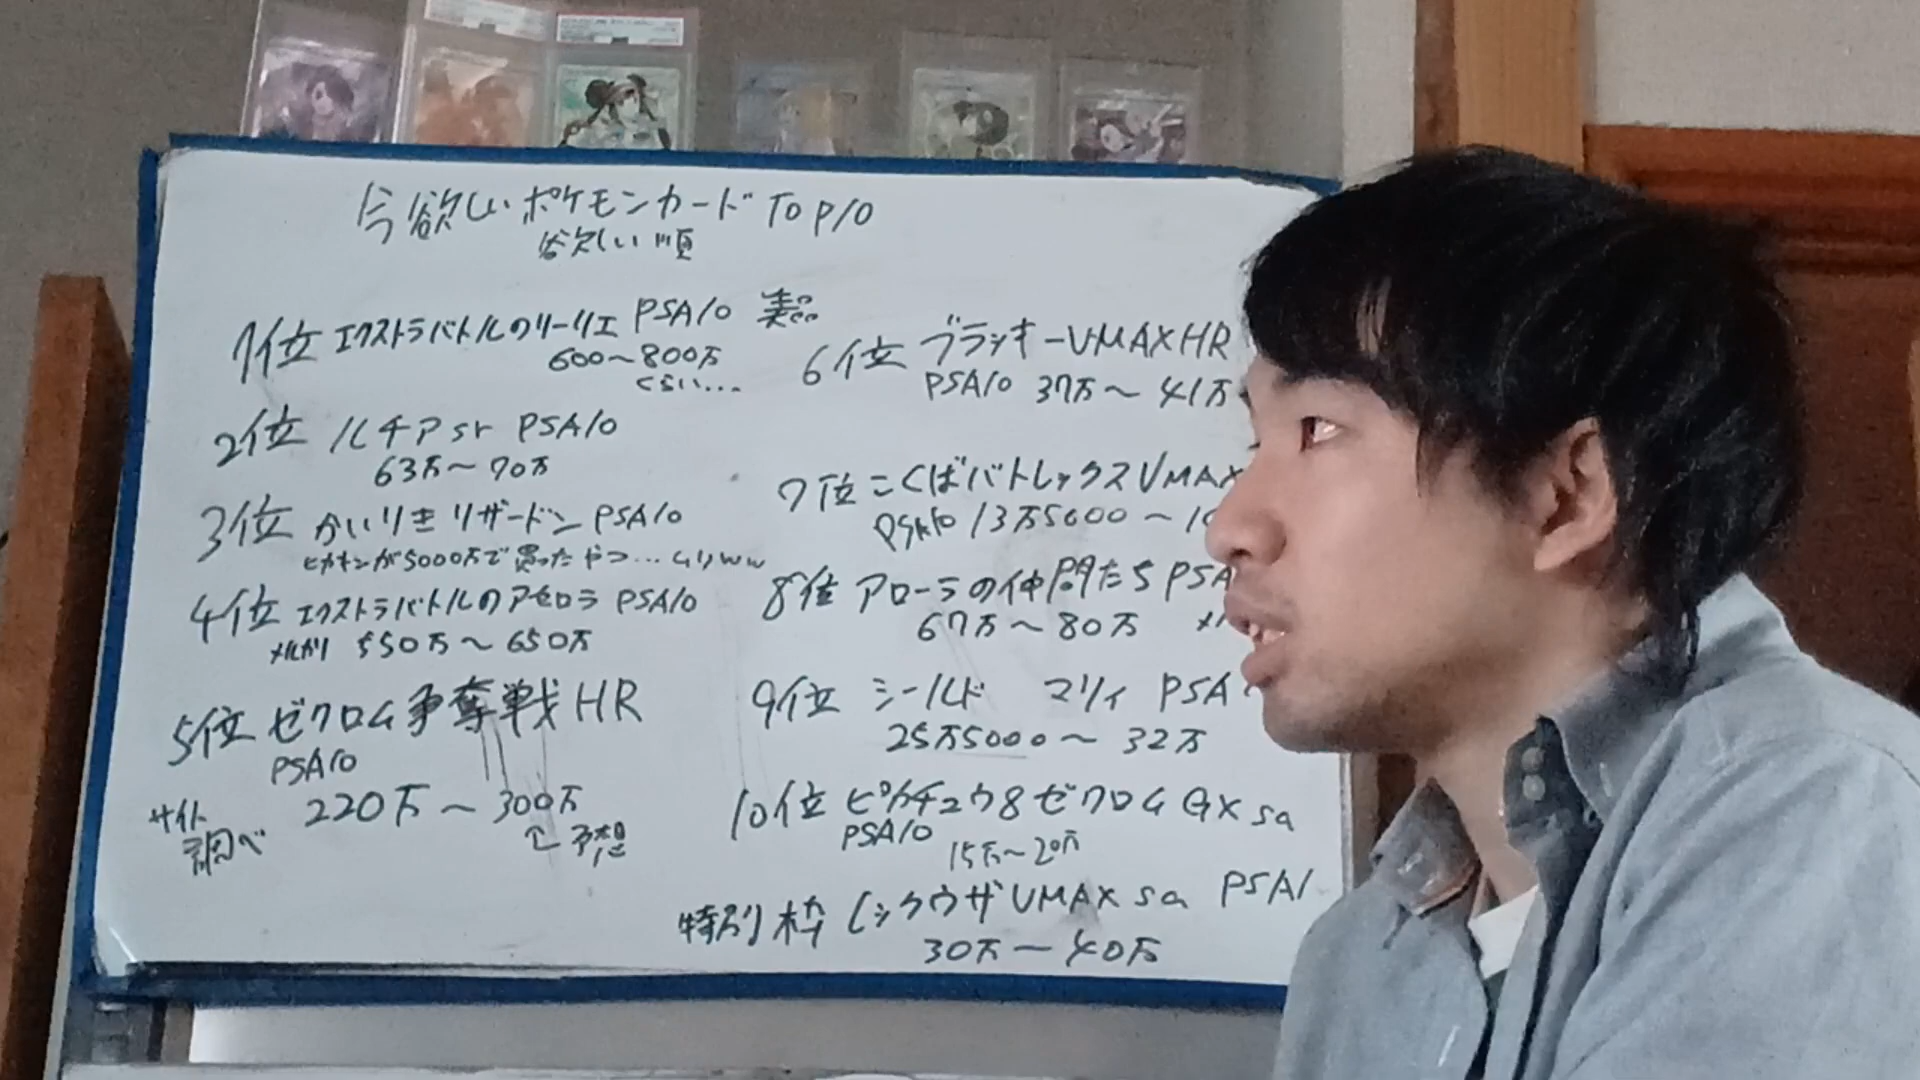 今欲しいポケモンカードTOP10
欲しい順
1位 エクストラバトルのリーリエ PSA10
600～800万
くらい...
2位 ルチアsr PSA10
63万～70万
3位 かいりきリザードン PSA10
ヒカキンが5000万で買ったやつ...ムリww
4位 エクストラバトルのアセロラ PSA10
メルカリ 550万～650万
5位 ゼクロム争奪戦HR
PSA10
サイト調べ 220万～300万
↑予想
6位 ブラッキーVMAXHR
PSA10 37万～41万
7位 こくばバドレックスVMAX
PSA10 13万5000～
8位 アローラの仲間たち PSA
67万～80万
9位 シールド マリィ PSA
25万5000～32万
10位 ピカチュウ&ゼクロムGXsa
PSA10
15万～20万
特別枠 レックウザVMAXsa PSA1
30万～40万